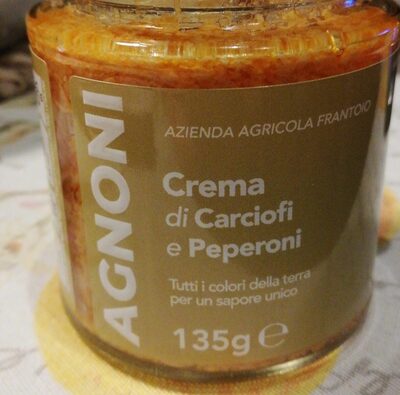 AGNONI
AZIENDA AGRICOLA FRANTOIO
Crema
di Carciofi
e Peperoni
Tutti i colori della terra
per un sapore unico
135g ℮